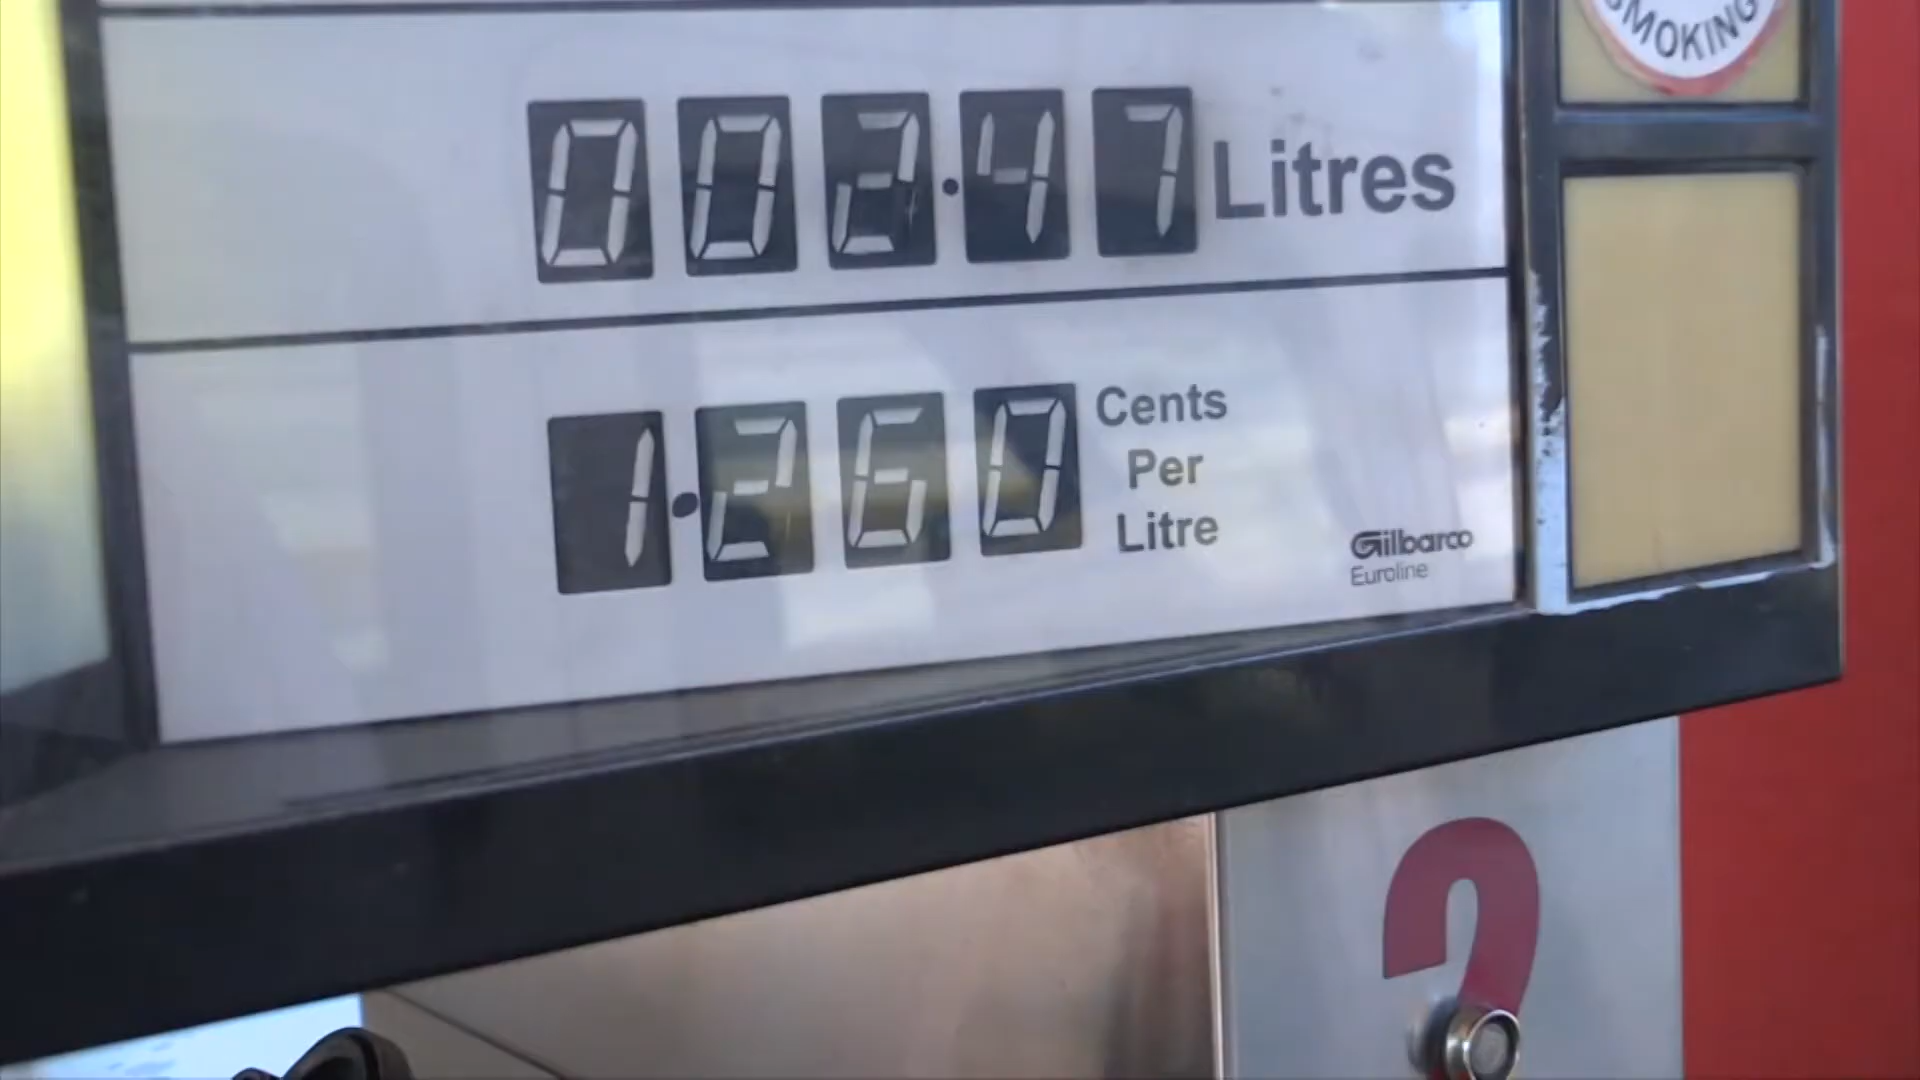 SMOKING
002.47 Litres
1.260 Cents
Per
Litre
Gilbarco
Euroline
2